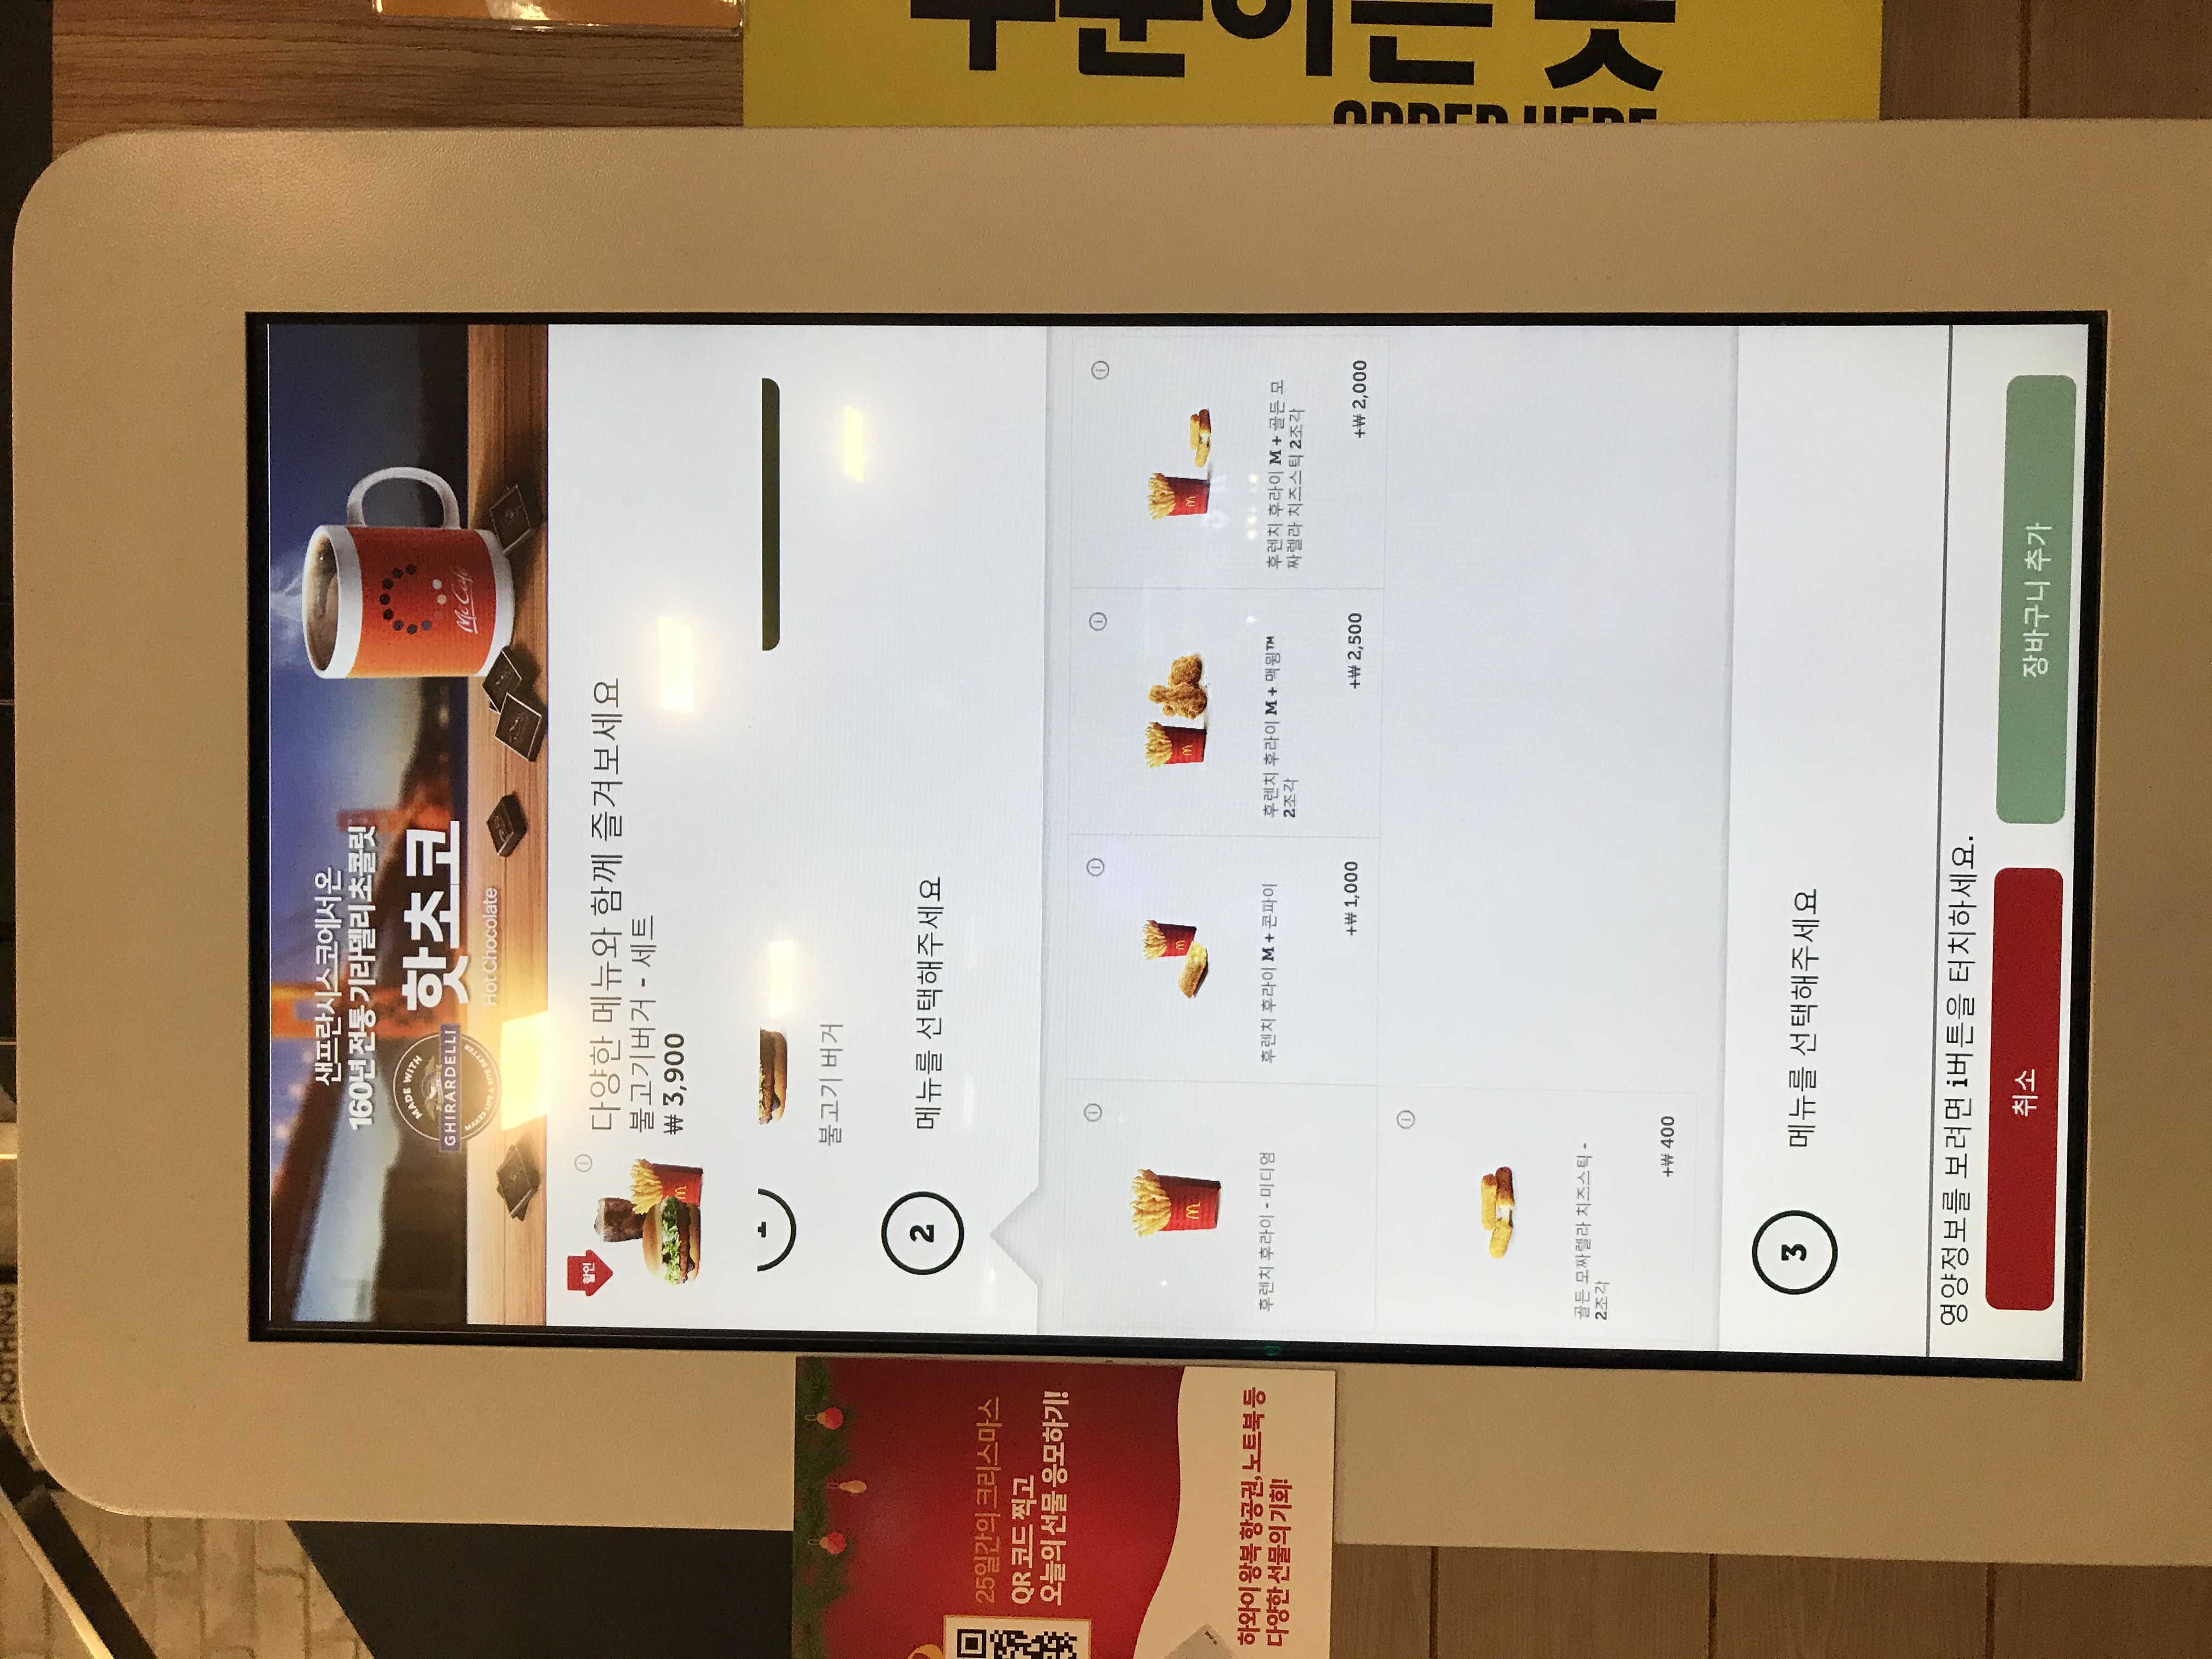 NOTHING
샌프란시스코에서 온
160년 전통 기라델리 초콜릿
MADE WITH
GHIRARDELLI
MAKES LIFE A BITE BETTER
핫초코
Hot Chocolate
McCafé
할인
다양한 메뉴와 함께 즐겨보세요
불고기버거 - 세트
₩ 3,900
1
불고기 버거
2
메뉴를 선택해주세요
후렌치 후라이 - 미디엄
후렌치 후라이 M + 콘파이
+₩ 1,000
후렌치 후라이 M + 맥윙™
2조각
+₩ 2,500
후렌치 후라이 M + 골든 모
짜렐라 치즈스틱 2조각
+₩ 2,000
골든 모짜렐라 치즈스틱 -
2조각
+₩ 400
3
메뉴를 선택해주세요
영양정보를 보려면 i버튼을 터치하세요.
취소
장바구니 추가
25일간의 크리스마스
QR 코드 찍고
오늘의 선물 응모하기!
하와이 왕복 항공권, 노트북 등
다양한 선물의 기회!
ORDER HERE